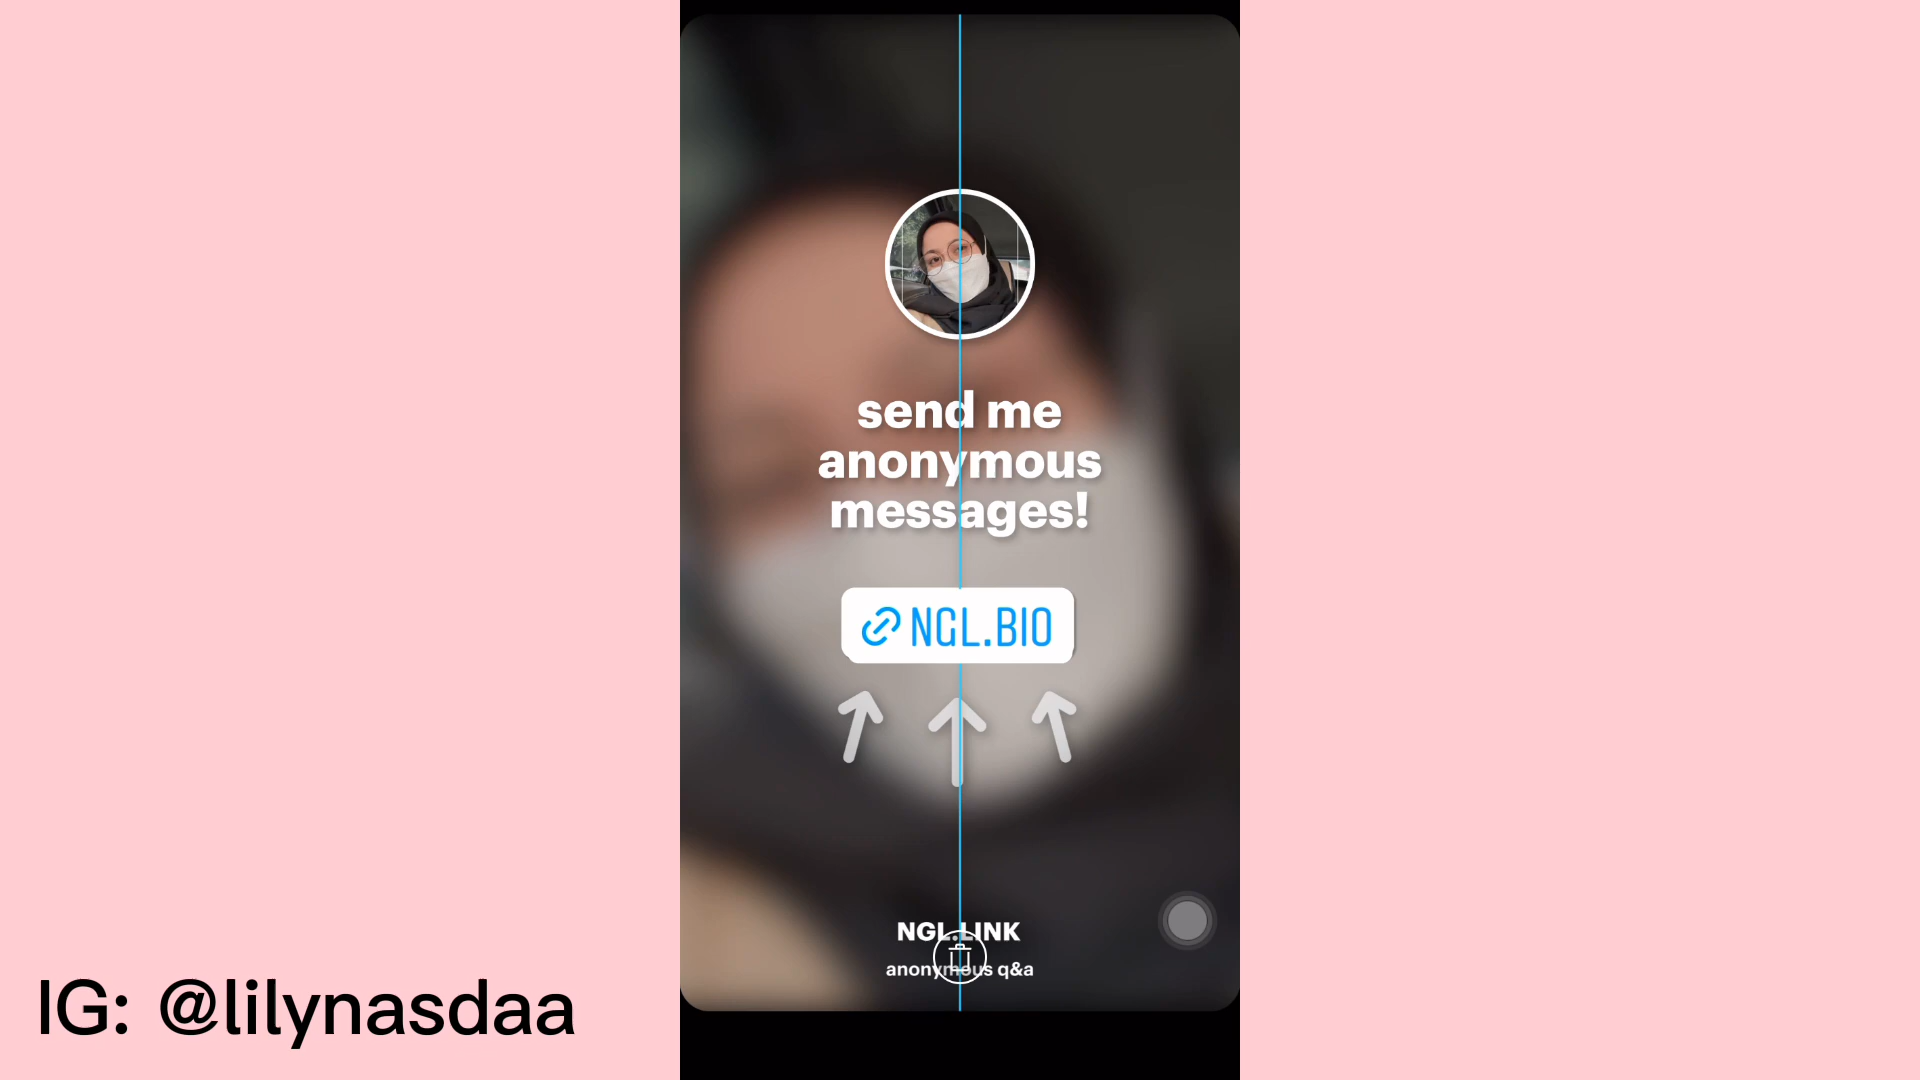 send me
anonymous
messages!
NGL.BIO
NGL.LINK
anonymous q&a
IG: @lilynasdaa